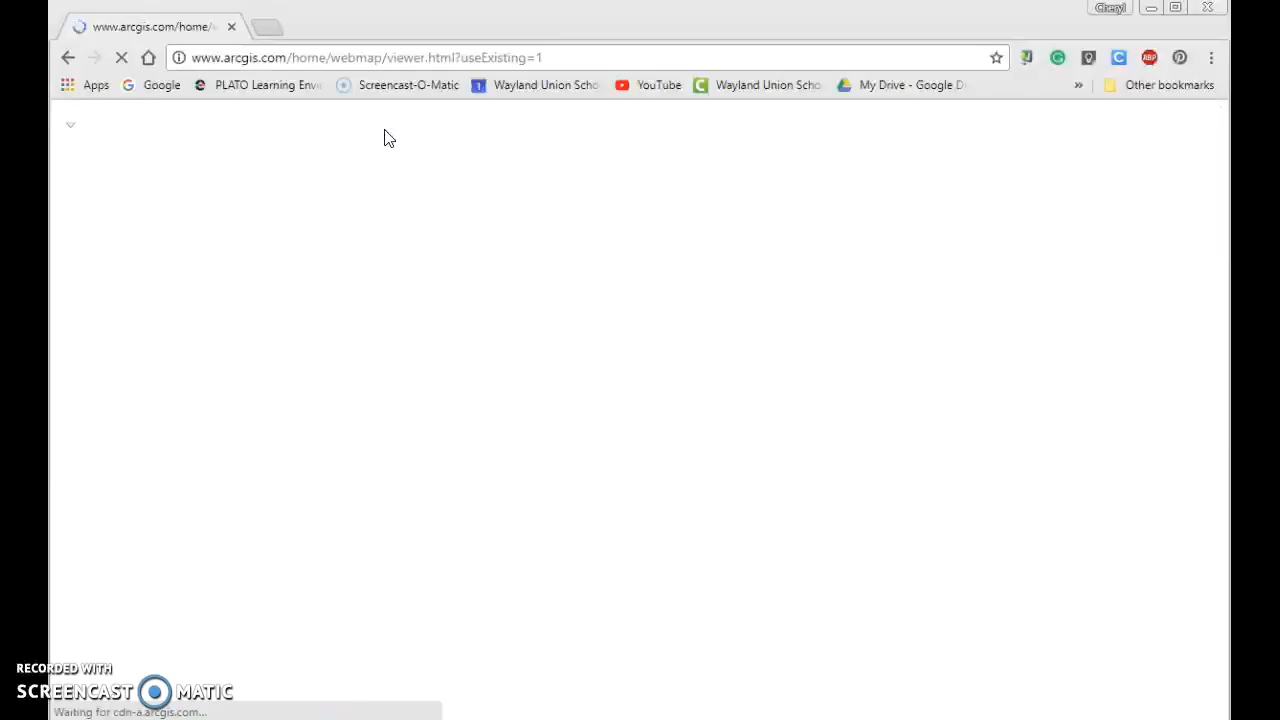 Cheryl
www.arcgis.com/home/
www.arcgis.com/home/webmap/viewer.html?useExisting=1
ABP
Apps Google PLATO Learning Envi Screencast-O-Matic Wayland Union Scho YouTube Wayland Union Scho My Drive - Google D » Other bookmarks
RECORDED WITH
SCREENCAST MATIC
Waiting for cdn-a.arcgis.com...